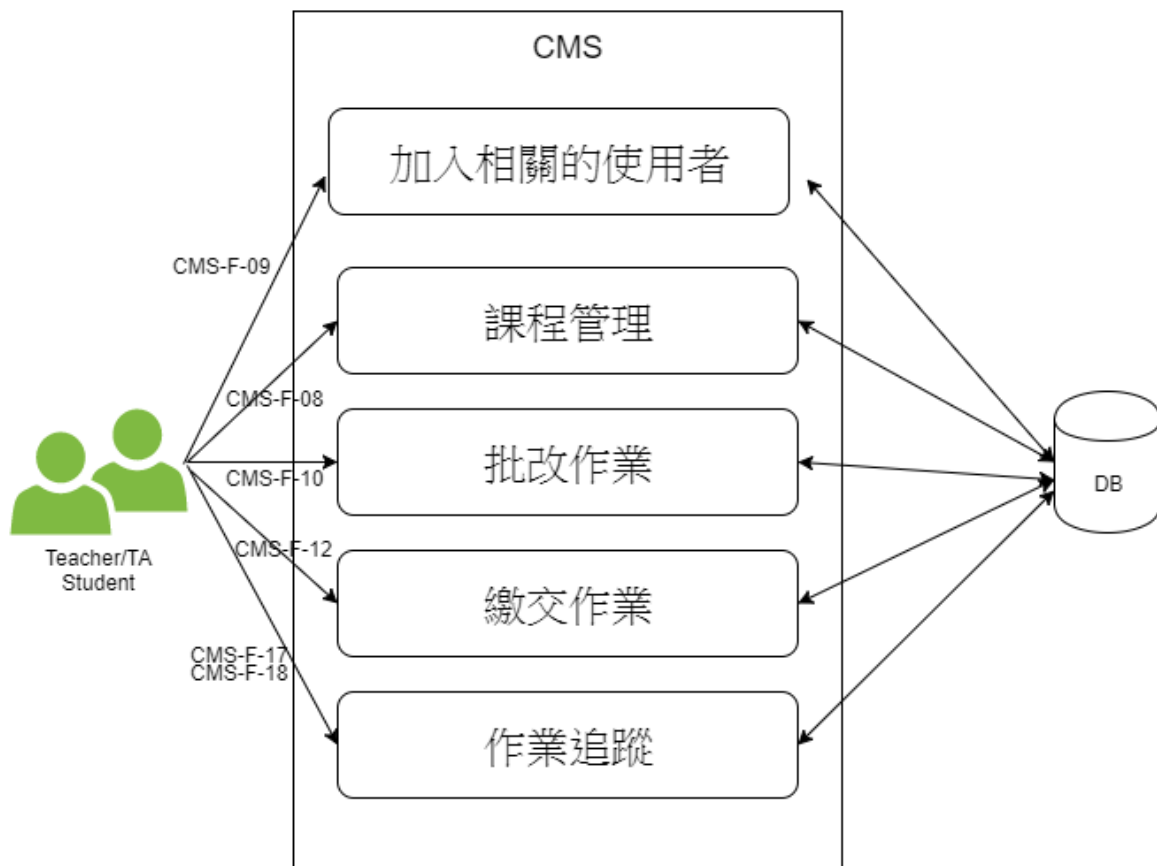 CMS
加入相關的使用者
CMS-F-09
課程管理
CMS-F-08
批改作業
CMS-F-10
DB
CMS-F-12
Teacher/TA
Student
繳交作業
CMS-F-17
CMS-F-18
作業追蹤